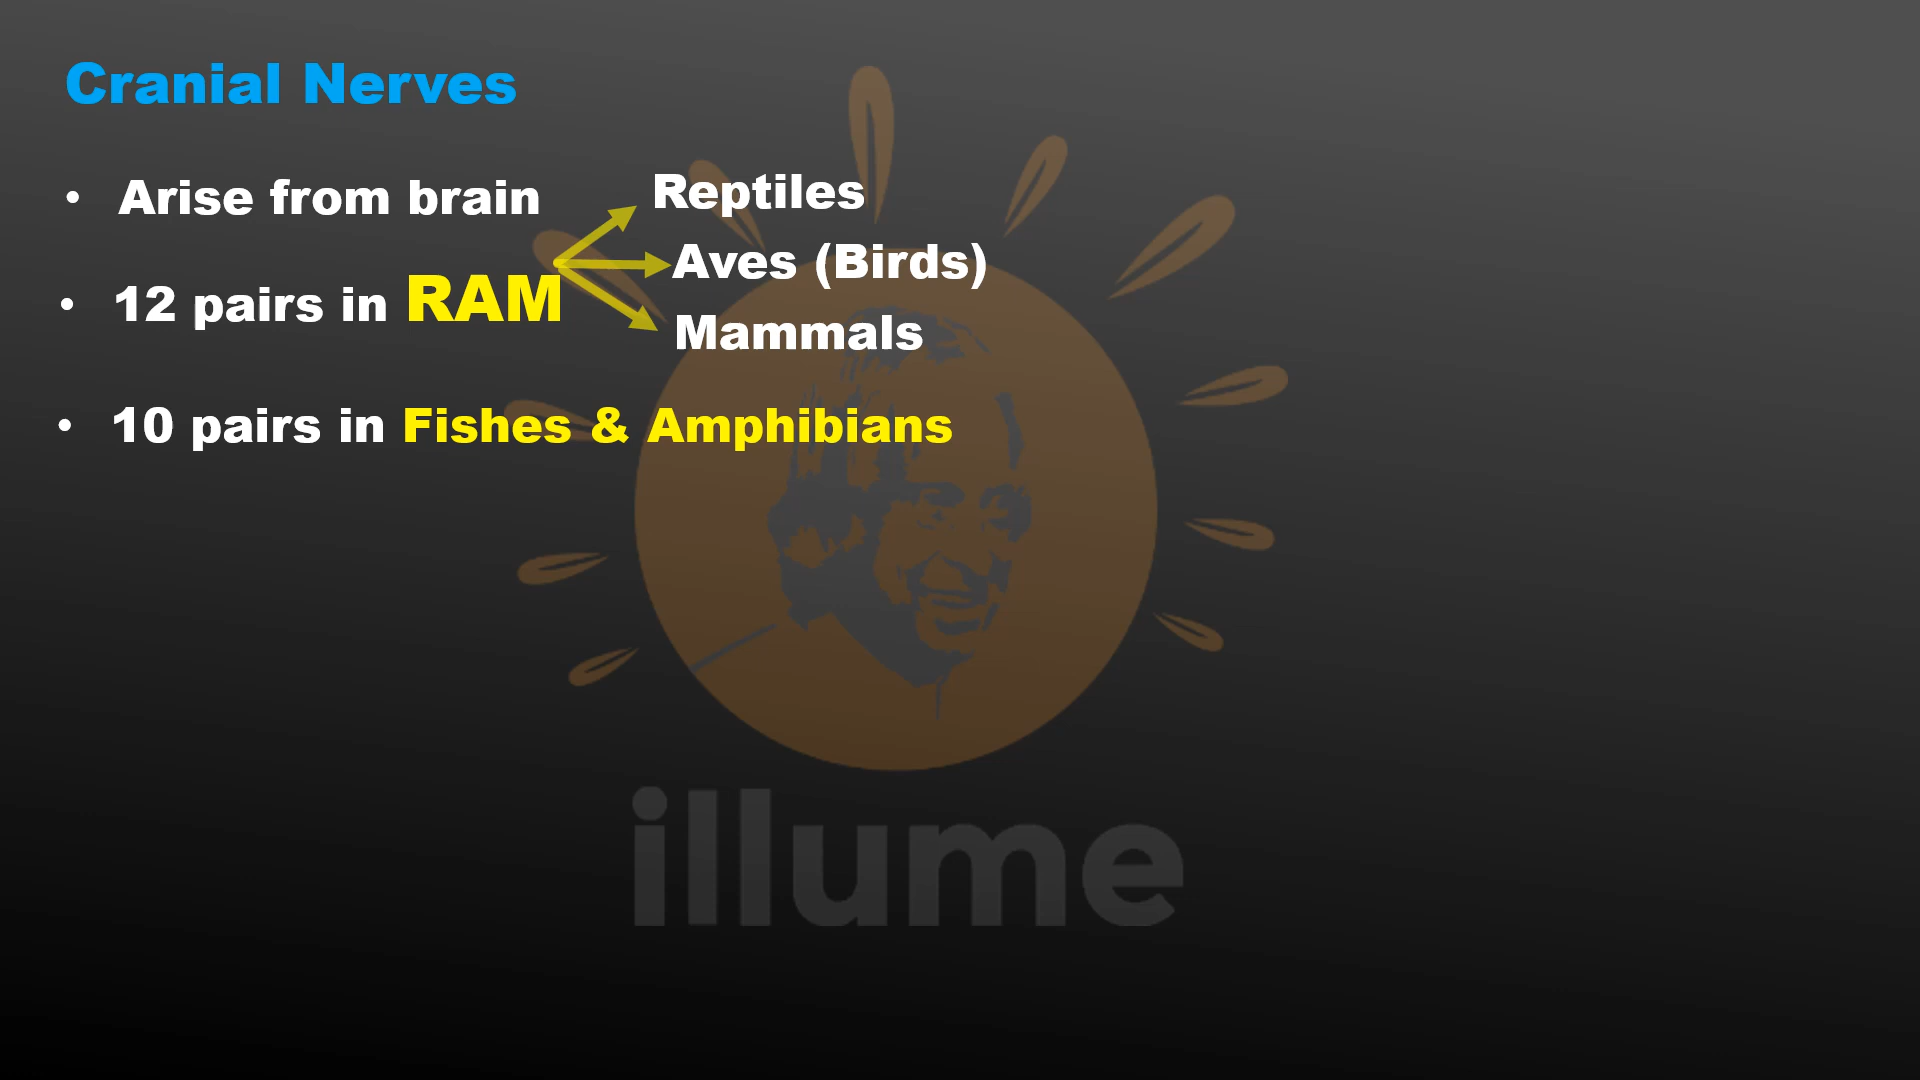 Cranial Nerves
• Arise from brain
Reptiles
Aves (Birds)
• 12 pairs in RAM
Mammals
• 10 pairs in Fishes & Amphibians
illume